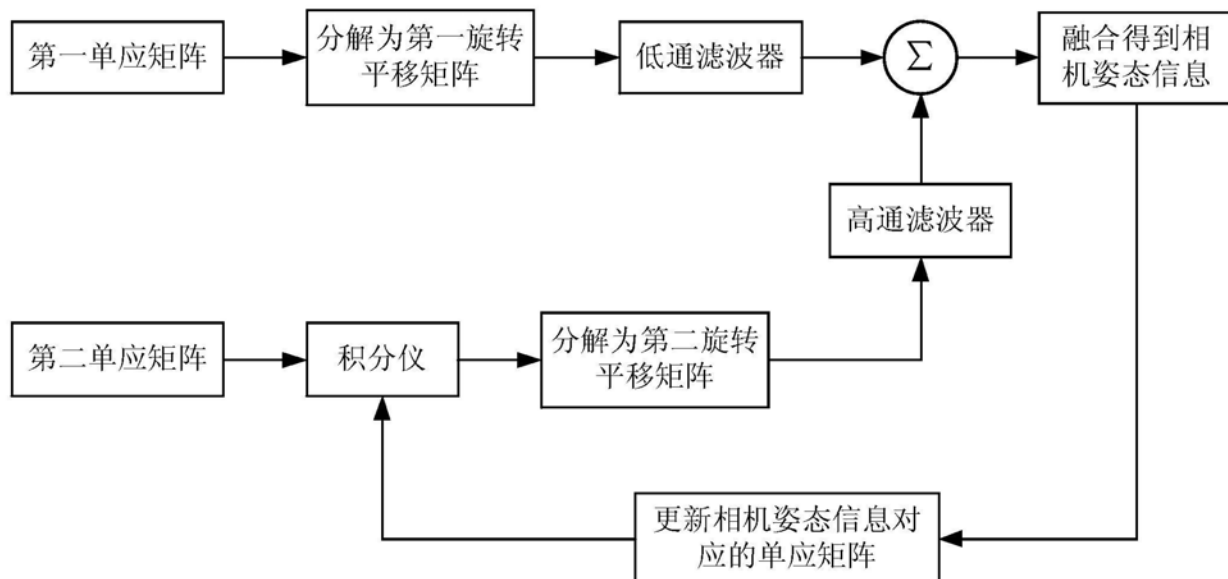 第一单应矩阵
分解为第一旋转
平移矩阵
低通滤波器
Σ
融合得到相
机姿态信息
高通滤波器
第二单应矩阵
积分仪
分解为第二旋转
平移矩阵
更新相机姿态信息对
应的单应矩阵